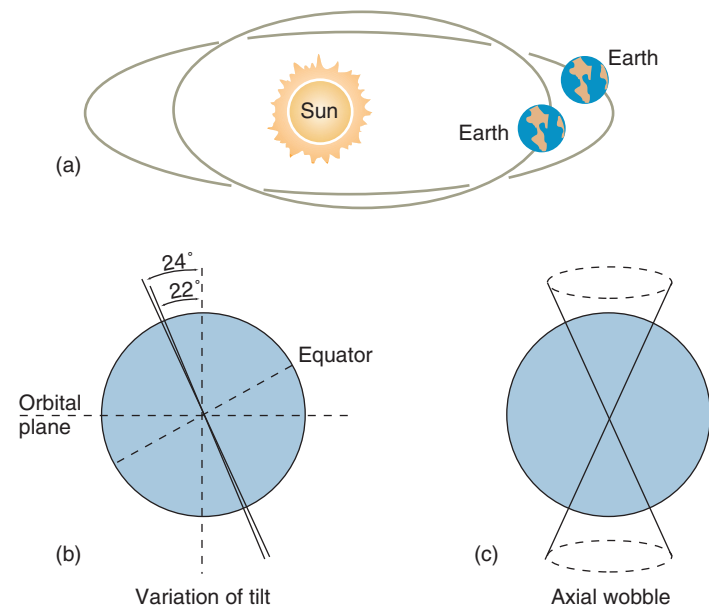 Earth
Sun
Earth
(a)
24°
22°
Equator
Orbital
plane
(b)
(c)
Variation of tilt
Axial wobble